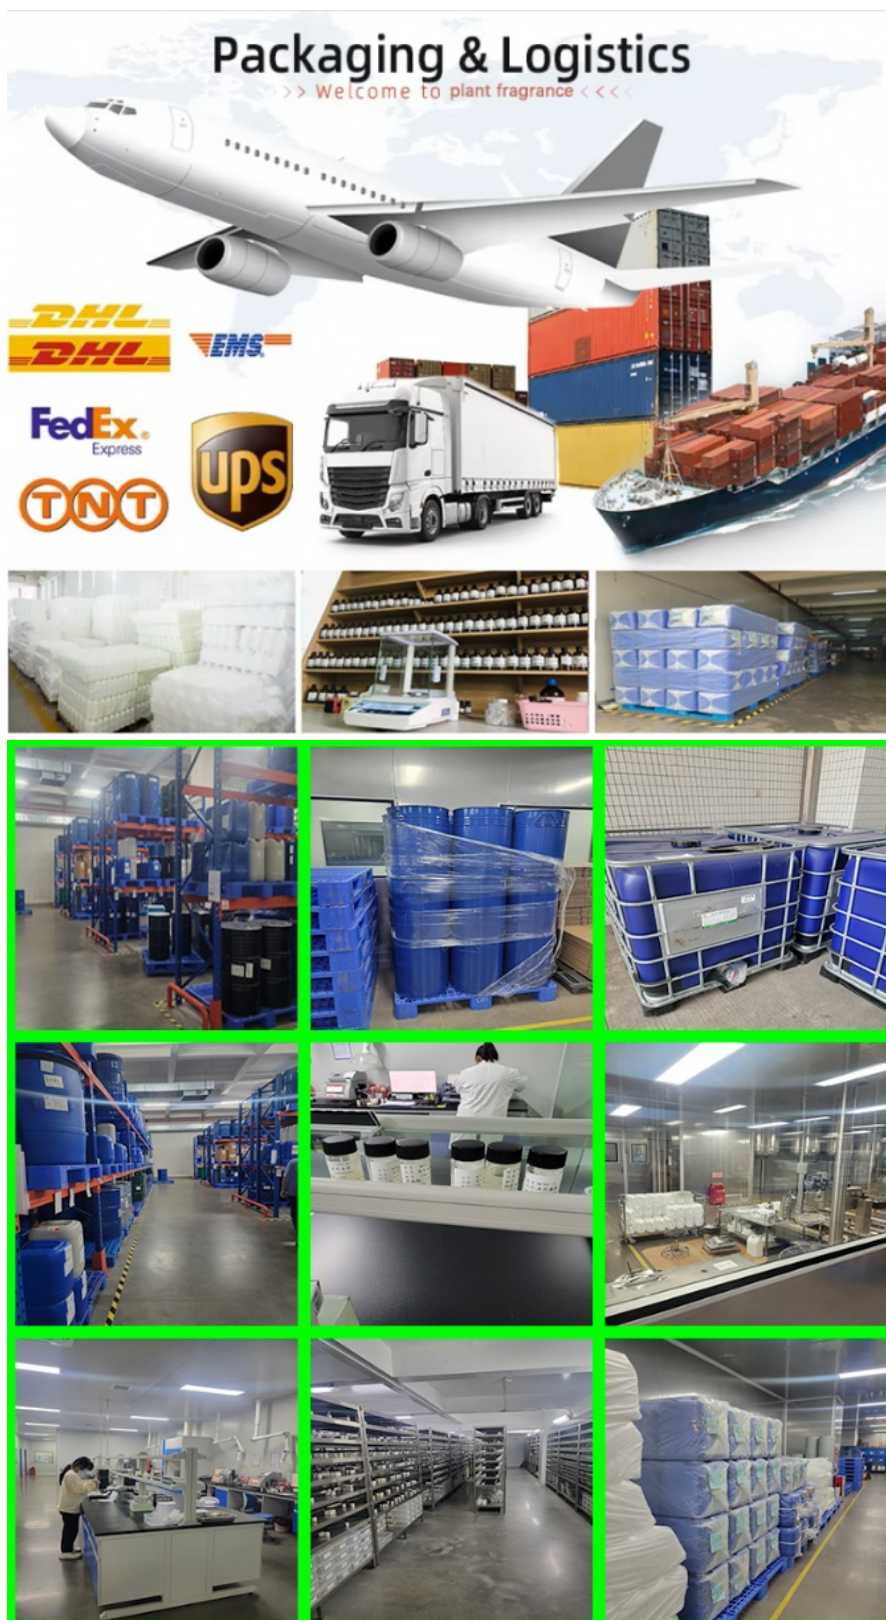 Packaging & Logistics
>> Welcome to plant fragrance <<<
DHL
DHL
EMS
FedEx
Express
UPS
TNT